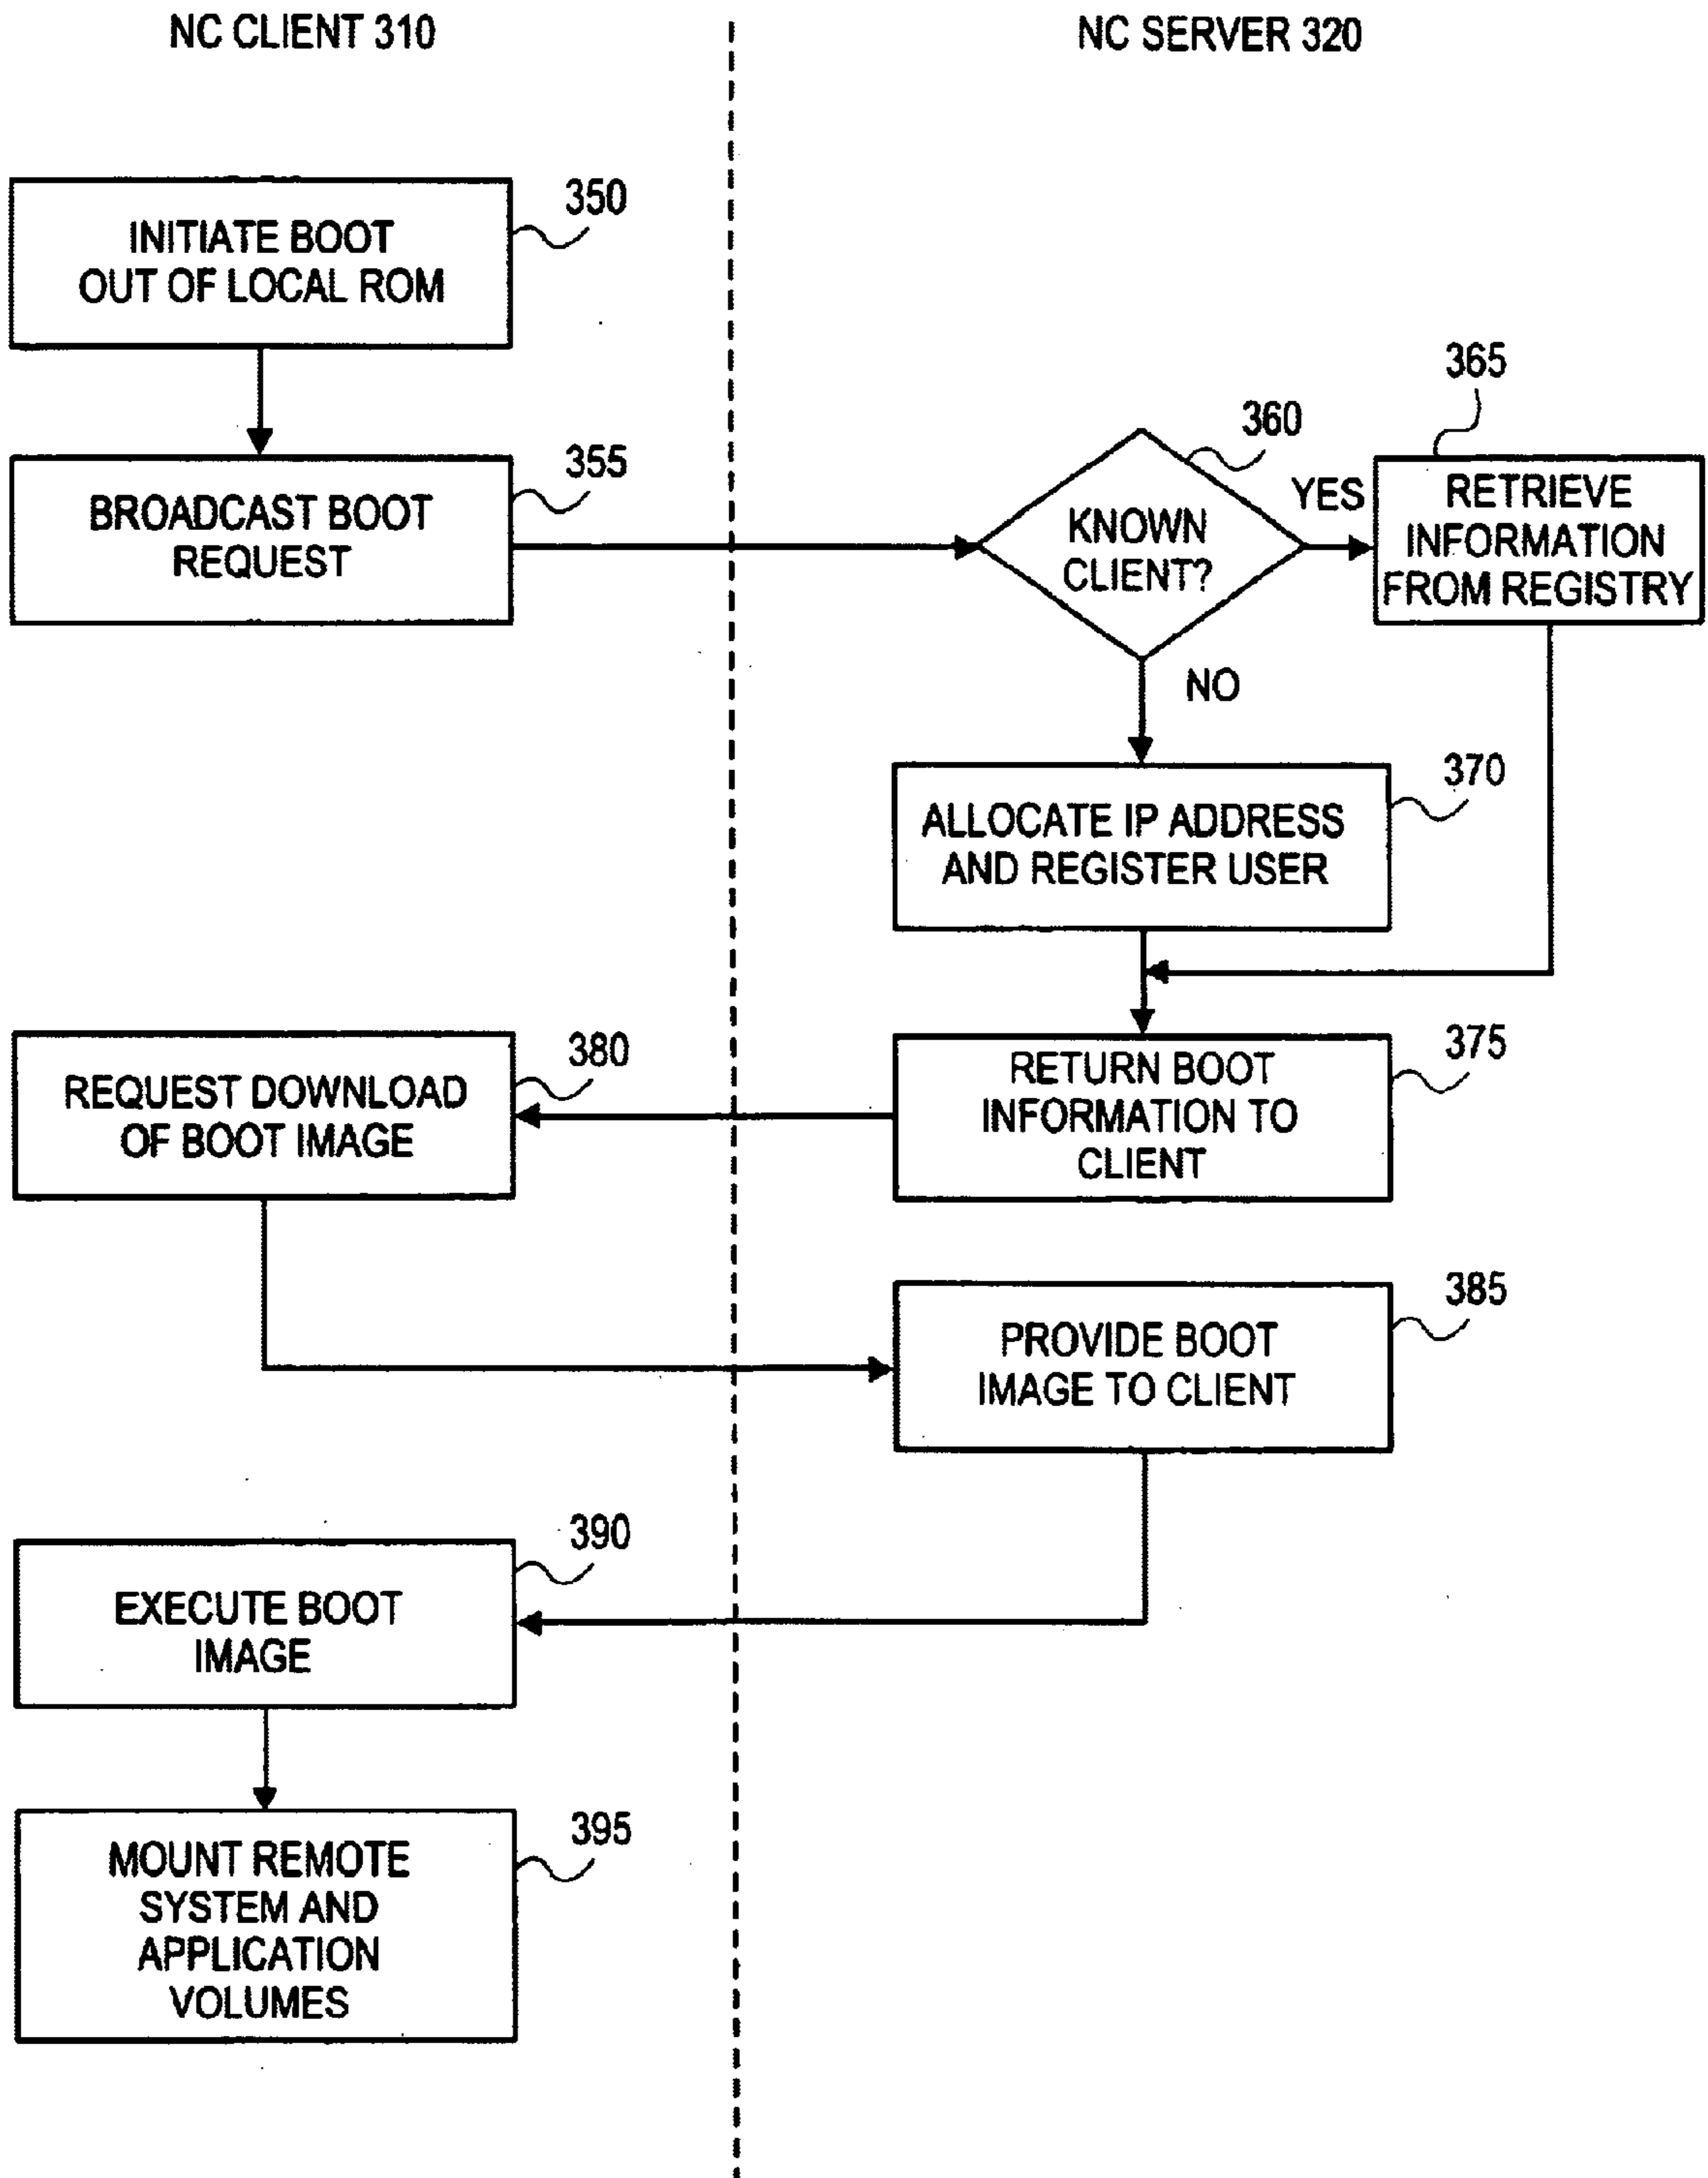 NC CLIENT 310
NC SERVER 320
350
INITIATE BOOT
OUT OF LOCAL ROM
355
BROADCAST BOOT
REQUEST
360
KNOWN
CLIENT?
YES
365
RETRIEVE
INFORMATION
FROM REGISTRY
NO
370
ALLOCATE IP ADDRESS
AND REGISTER USER
375
RETURN BOOT
INFORMATION TO
CLIENT
380
REQUEST DOWNLOAD
OF BOOT IMAGE
385
PROVIDE BOOT
IMAGE TO CLIENT
390
EXECUTE BOOT
IMAGE
395
MOUNT REMOTE
SYSTEM AND
APPLICATION
VOLUMES